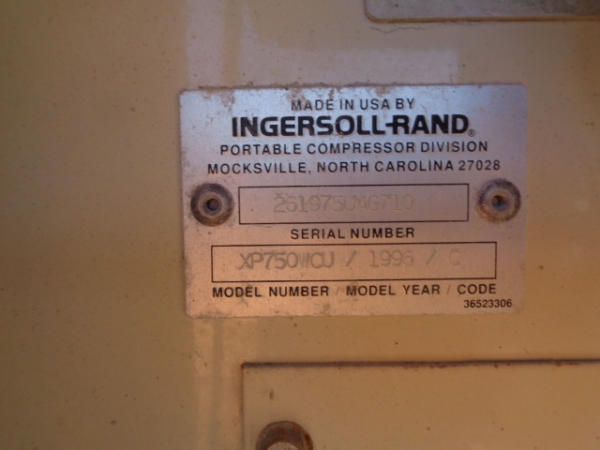 MADE IN USA BY
INGERSOLL-RAND®
PORTABLE COMPRESSOR DIVISION
MOCKSVILLE, NORTH CAROLINA 27028
SERIAL NUMBER
XP750WCU / 1996 / C
MODEL NUMBER / MODEL YEAR / CODE
36523306